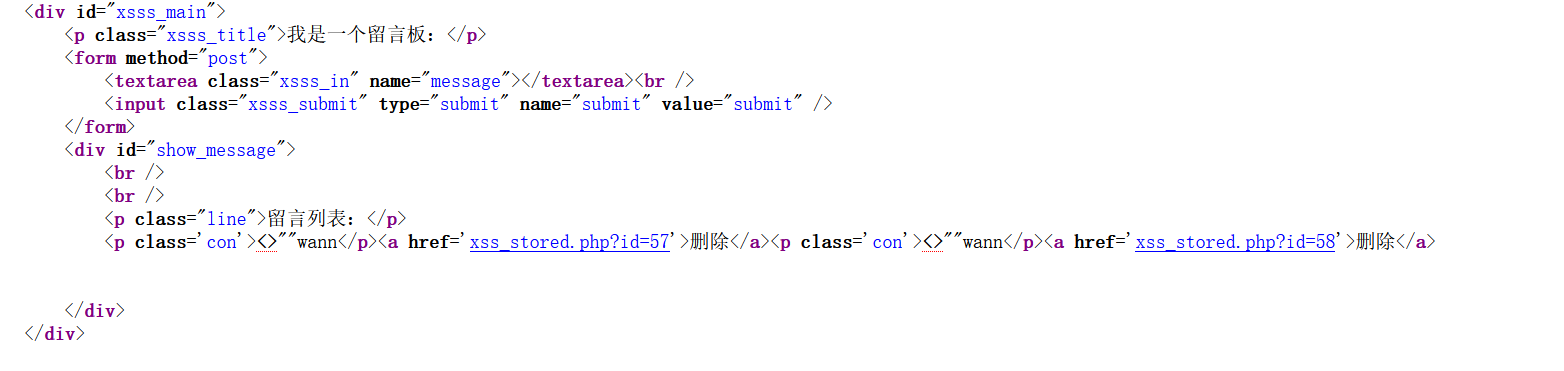 <div id="xsss_main">
<p class="xsss_title">我是一个留言板：</p>
<form method="post">
<textarea class="xsss_in" name="message"></textarea><br />
<input class="xsss_submit" type="submit" name="submit" value="submit" />
</form>
<div id="show_message">
<br />
<br />
<p class="line">留言列表：</p>
<p class='con'><>""wann</p><a href='xss_stored.php?id=57'>删除</a><p class='con'><>""wann</p><a href='xss_stored.php?id=58'>删除</a>
</div>
</div>